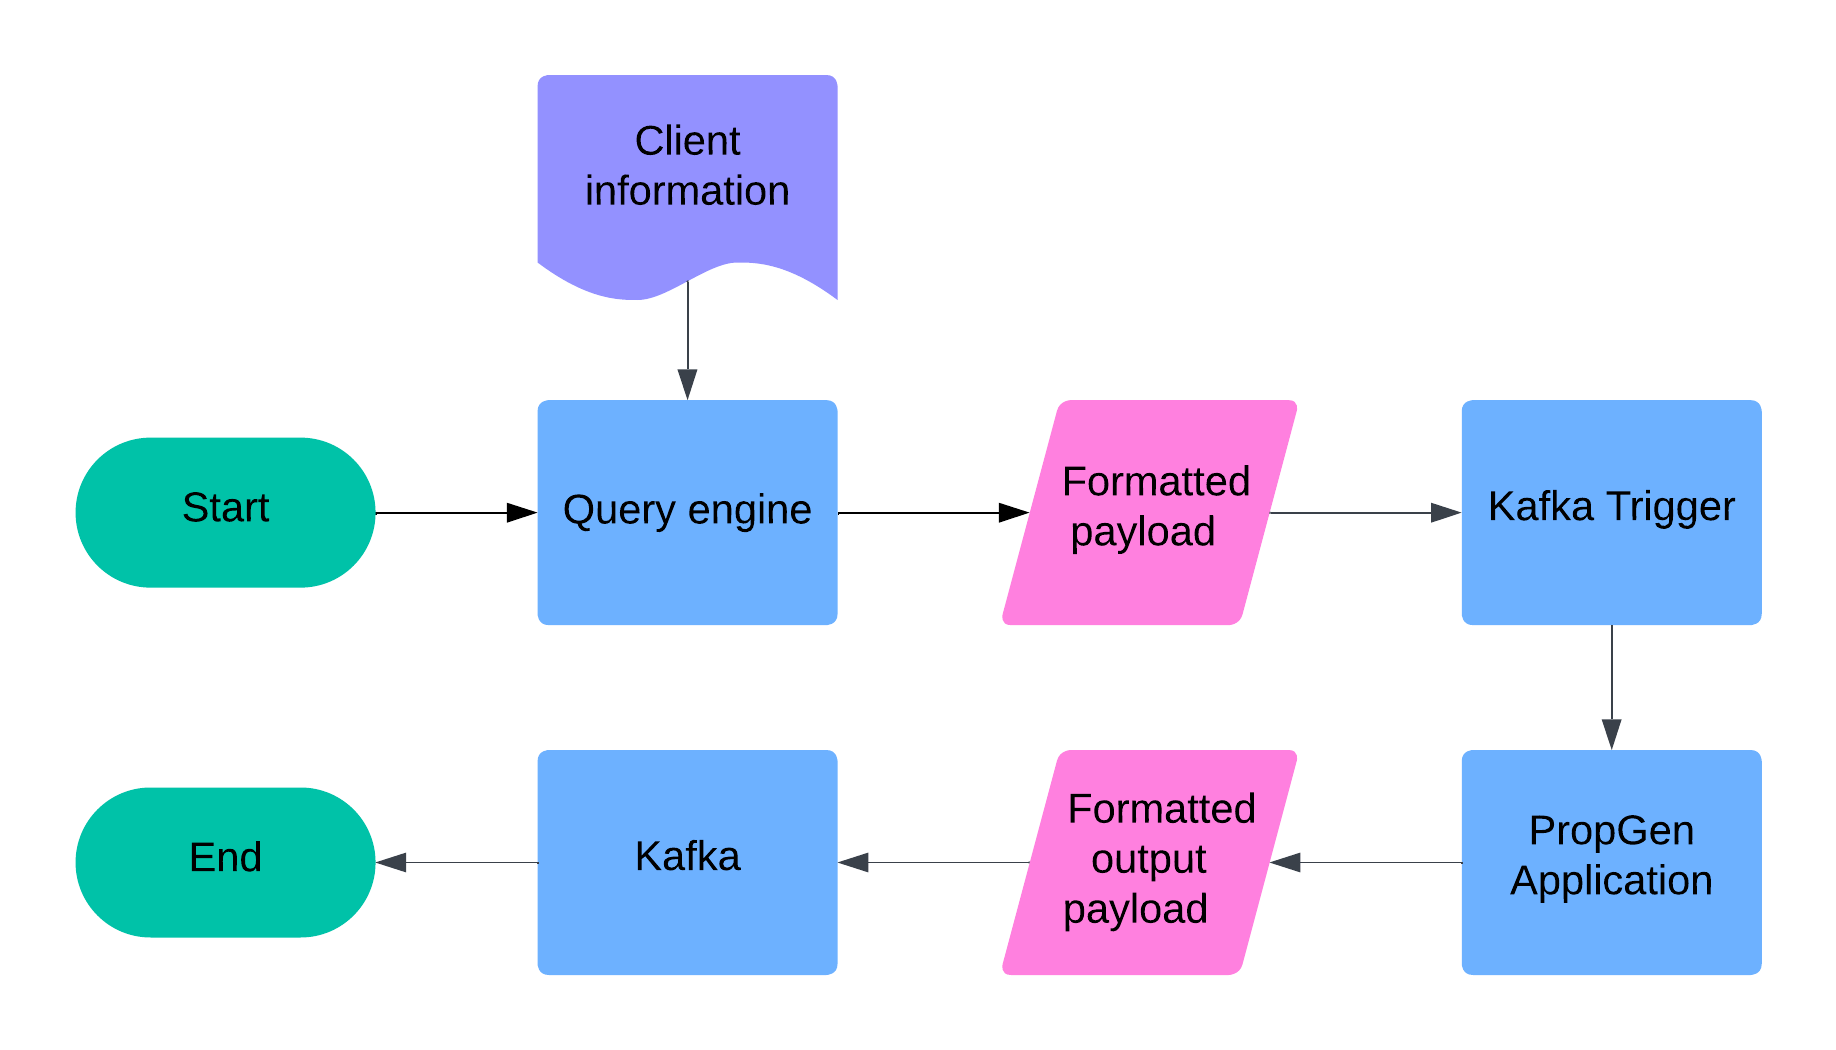 Client
information
Start
Query engine
Formatted
payload
Kafka Trigger
End
Kafka
Formatted
output
payload
PropGen
Application